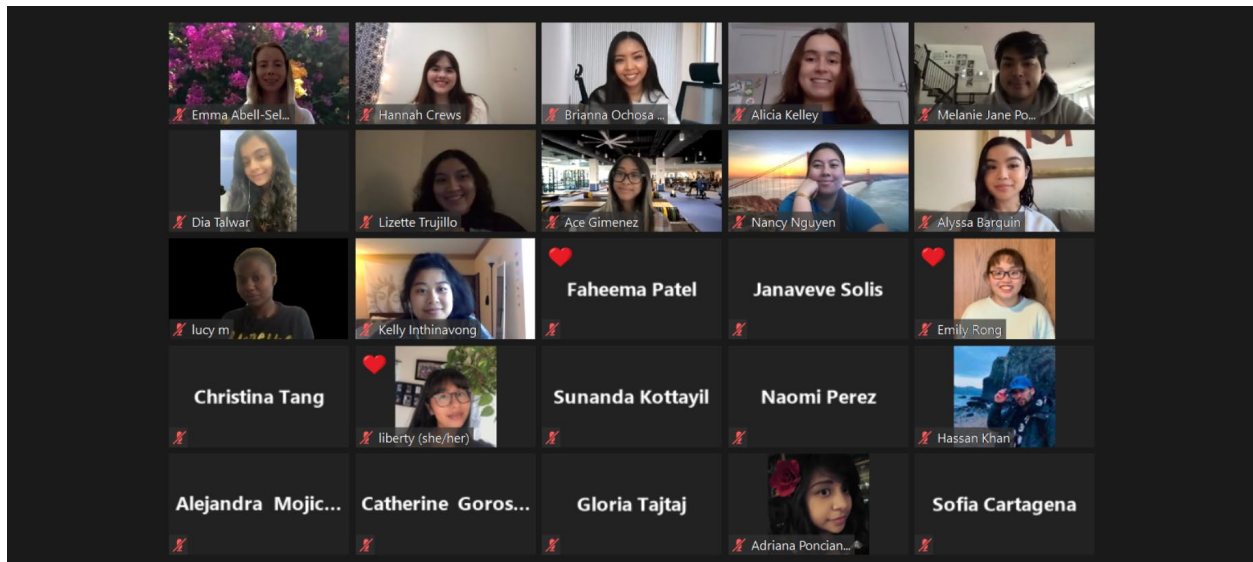 Emma Abell-Sel...
Hannah Crews
Brianna Ochosa ...
Alicia Kelley
Melanie Jane Po...
Dia Talwar
Lizette Trujillo
Ace Gimenez
Nancy Nguyen
Alyssa Barquin
lucy m
Kelly Inthinavong
Faheema Patel
Janaveve Solis
Emily Rong
Christina Tang
liberty (she/her)
Sunanda Kottayil
Naomi Perez
Hassan Khan
Alejandra Mojic...
Catherine Goros...
Gloria Tajtaj
Adriana Poncian...
Sofia Cartagena